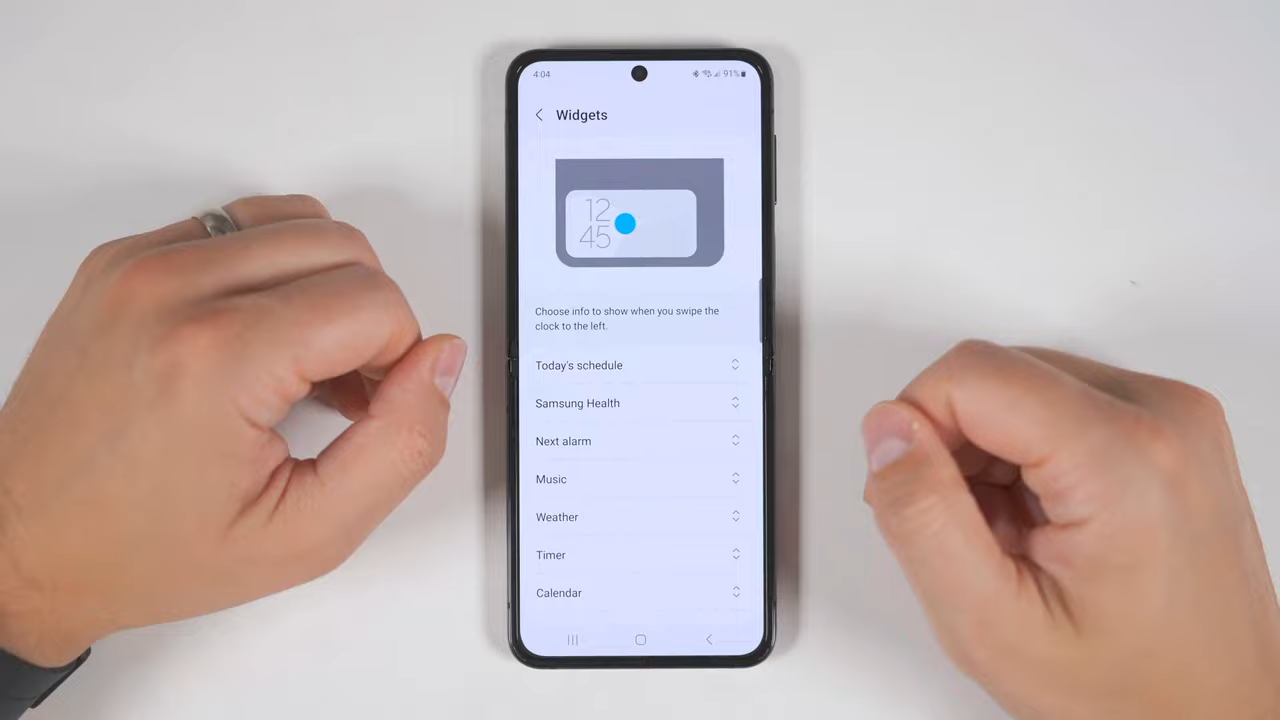 4:04
91%
Widgets
12
45
Choose info to show when you swipe the
clock to the left.
Today's schedule
Samsung Health
Next alarm
Music
Weather
Timer
Calendar